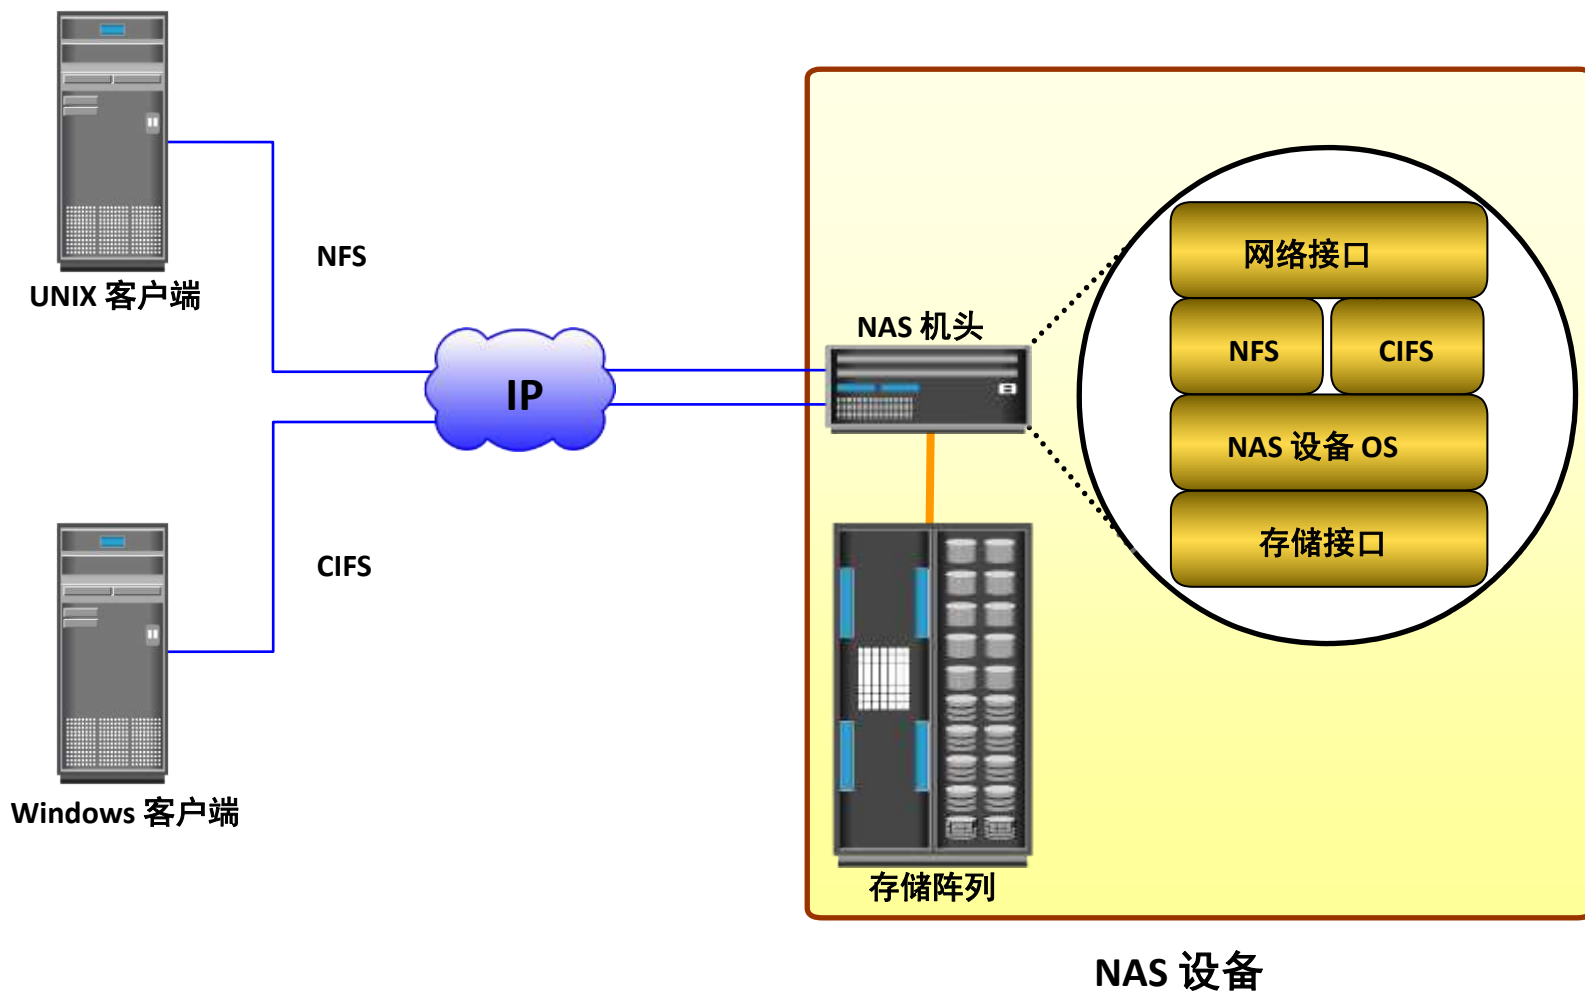 UNIX 客户端
NFS
IP
CIFS
Windows 客户端
NAS 机头
存储阵列
网络接口
NFS
CIFS
NAS 设备 OS
存储接口
NAS 设备